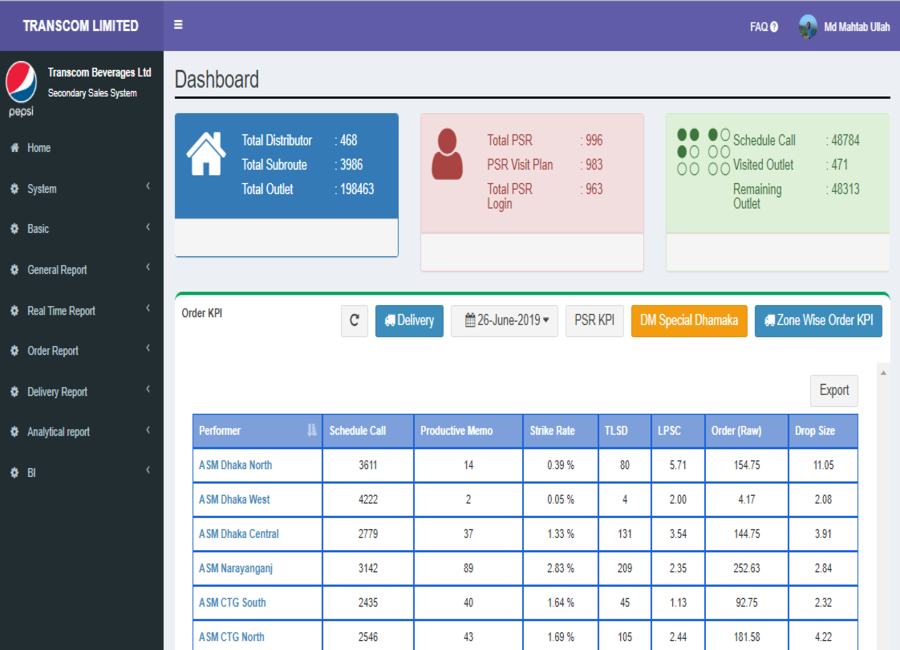 TRANSCOM LIMITED
FAQ
Md Mahtab Ullah
Transcom Beverages Ltd
Secondary Sales System
pepsi
Home
System
Basic
General Report
Real Time Report
Order Report
Delivery Report
Analytical report
BI
Dashboard
Total Distributor : 468
Total Subroute : 3986
Total Outlet : 198463
Total PSR : 996
PSR Visit Plan : 983
Total PSR : 963
Login
Schedule Call : 48784
Visited Outlet : 471
Remaining : 48313
Outlet
Order KPI
Delivery
26-June-2019
PSR KPI
DM Special Dhamaka
Zone Wise Order KPI
Export
Performer Schedule Call Productive Memo Strike Rate TLSD LPSC Order (Raw) Drop Size
ASM Dhaka North 3611 14 0.39 % 80 5.71 154.75 11.05
ASM Dhaka West 4222 2 0.05 % 4 2.00 4.17 2.08
ASM Dhaka Central 2779 37 1.33 % 131 3.54 144.75 3.91
ASM Narayanganj 3142 89 2.83 % 209 2.35 252.63 2.84
ASM CTG South 2435 40 1.64 % 45 1.13 92.75 2.32
ASM CTG North 2546 43 1.69 % 105 2.44 181.58 4.22